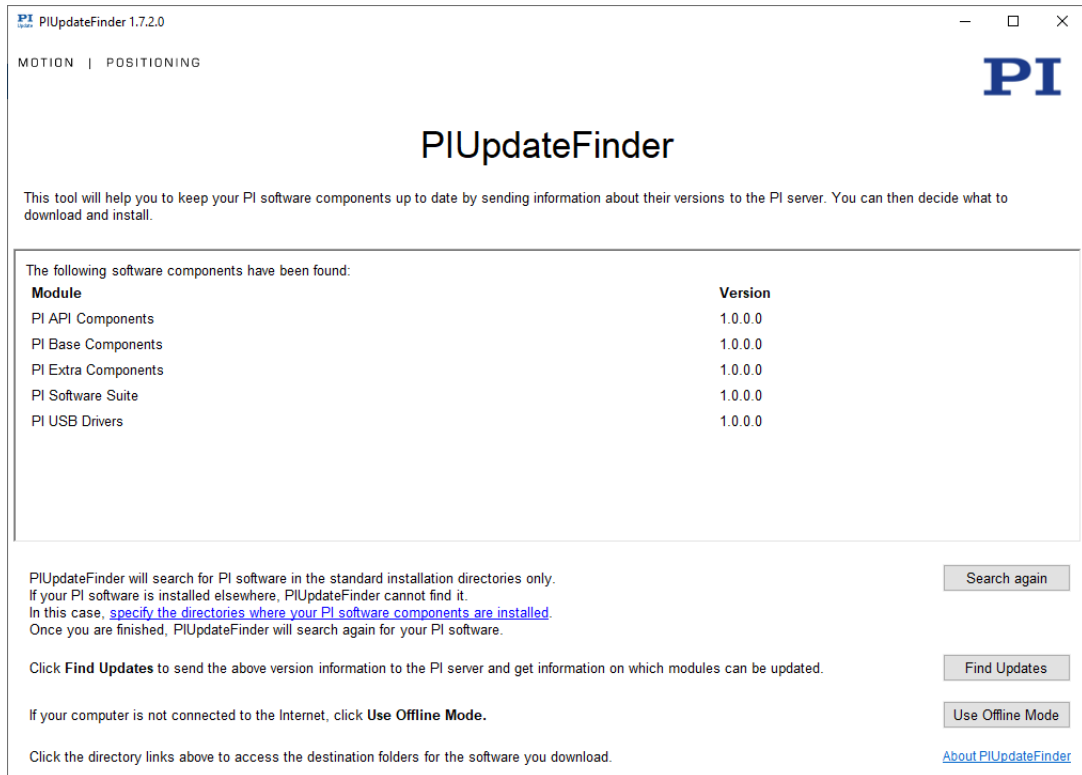 PI Update PIUpdateFinder 1.7.2.0
MOTION | POSITIONING
PI
PIUpdateFinder
This tool will help you to keep your PI software components up to date by sending information about their versions to the PI server. You can then decide what to
download and install.
The following software components have been found:
Module Version
PI API Components 1.0.0.0
PI Base Components 1.0.0.0
PI Extra Components 1.0.0.0
PI Software Suite 1.0.0.0
PI USB Drivers 1.0.0.0
PIUpdateFinder will search for PI software in the standard installation directories only.
If your PI software is installed elsewhere, PIUpdateFinder cannot find it.
In this case, specify the directories where your PI software components are installed.
Once you are finished, PIUpdateFinder will search again for your PI software.
Search again
Click Find Updates to send the above version information to the PI server and get information on which modules can be updated.
Find Updates
If your computer is not connected to the Internet, click Use Offline Mode.
Use Offline Mode
Click the directory links above to access the destination folders for the software you download.
About PIUpdateFinder